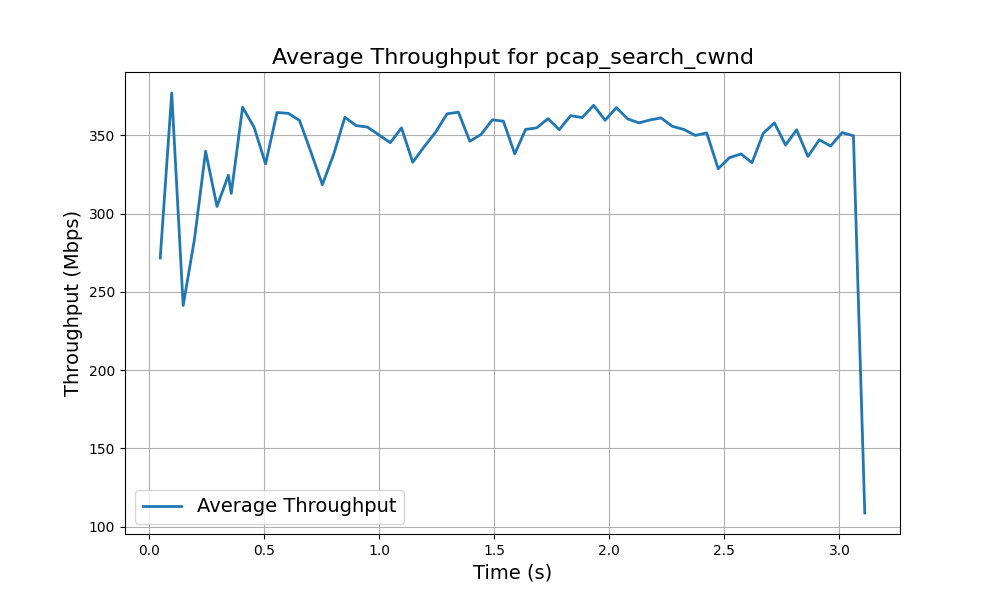 Average Throughput for pcap_search_cwnd
Throughput (Mbps)
350
300
250
200
150
100
Average Throughput
0.0 0.5 1.0 1.5 2.0 2.5 3.0
Time (s)